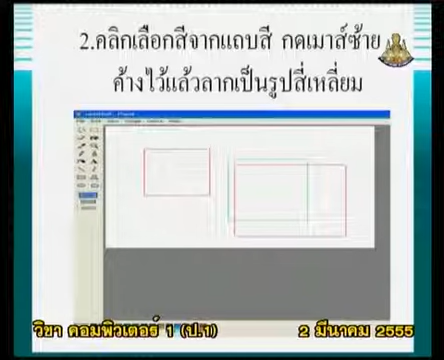 2.คลิกเลือกสีจากแถบสี กดเมาส์ซ้าย
ค้างไว้แล้วลากเป็นรูปสี่เหลี่ยม
วิชา คอมพิวเตอร์ 1 (ป.1)
2 มีนาคม 2555